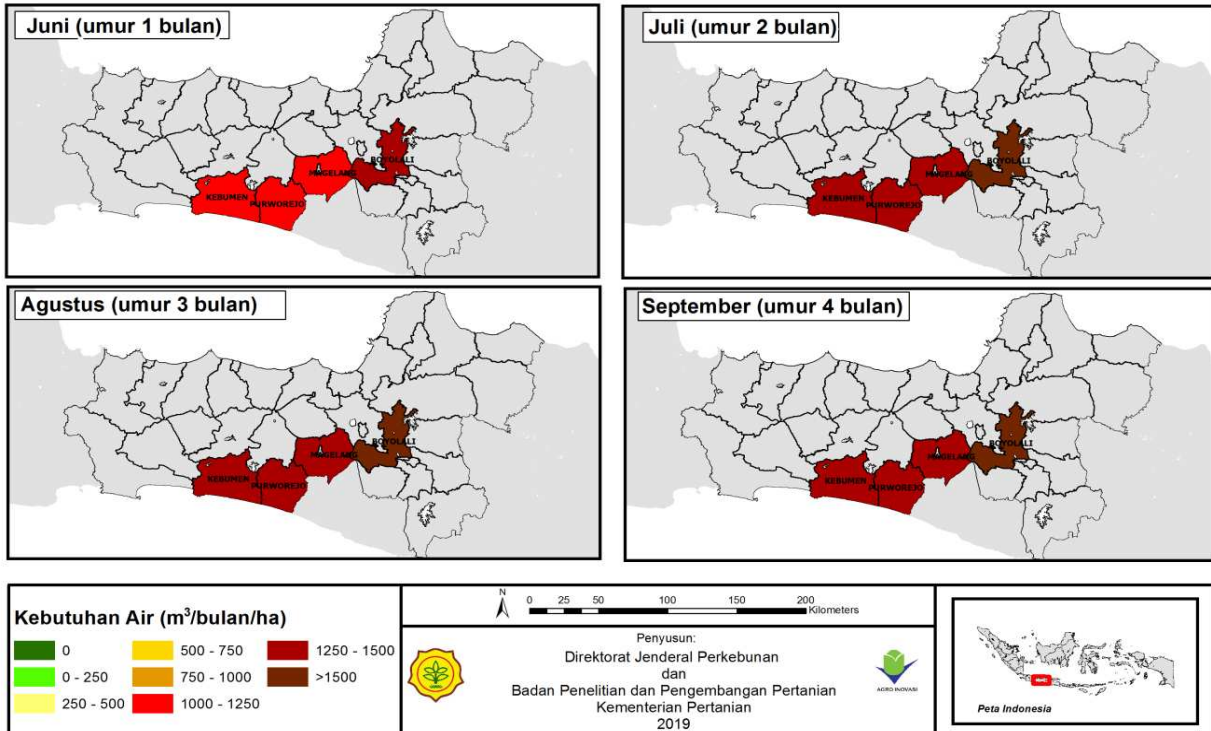 Juni (umur 1 bulan)
BOYOLALI
MAGELANG
KEBUMEN
PURWOREJO
Juli (umur 2 bulan)
BOYOLALI
MAGELANG
KEBUMEN
PURWOREJO
Agustus (umur 3 bulan)
BOYOLALI
MAGELANG
KEBUMEN
PURWOREJO
September (umur 4 bulan)
BOYOLALI
MAGELANG
KEBUMEN
PURWOREJO
Kebutuhan Air (m³/bulan/ha)
0
0 - 250
250 - 500
500 - 750
750 - 1000
1000 - 1250
1250 - 1500
>1500
N
0 25 50 100 150 200
Kilometers
Penyusun:
Direktorat Jenderal Perkebunan
dan
Badan Penelitian dan Pengembangan Pertanian
Kementerian Pertanian
2019
AGRO INOVASI
Peta Indonesia